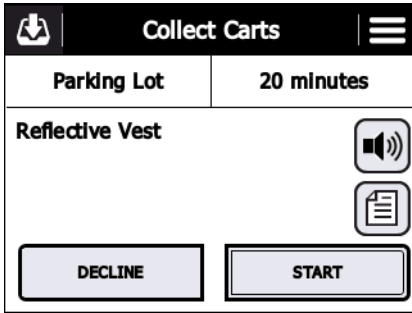 Collect Carts
Parking Lot
20 minutes
Reflective Vest
DECLINE
START